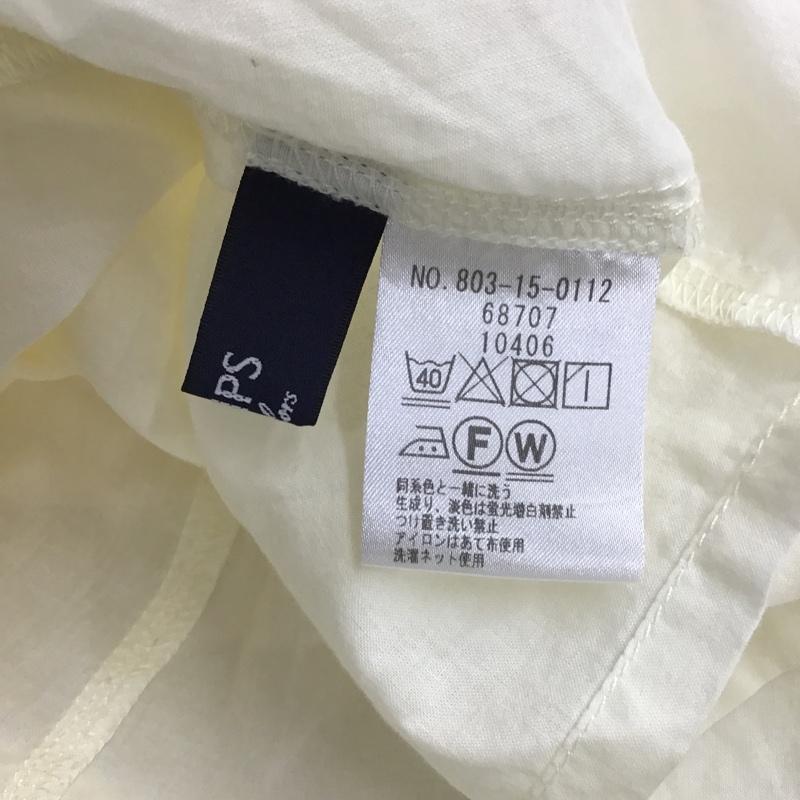 NO. 803-15-0112
68707
10406
40
F W
同系色と一緒に洗う
生成り、淡色は蛍光増白剤禁止
つけ置き洗い禁止
アイロンはあて布使用
洗濯ネット使用
PS